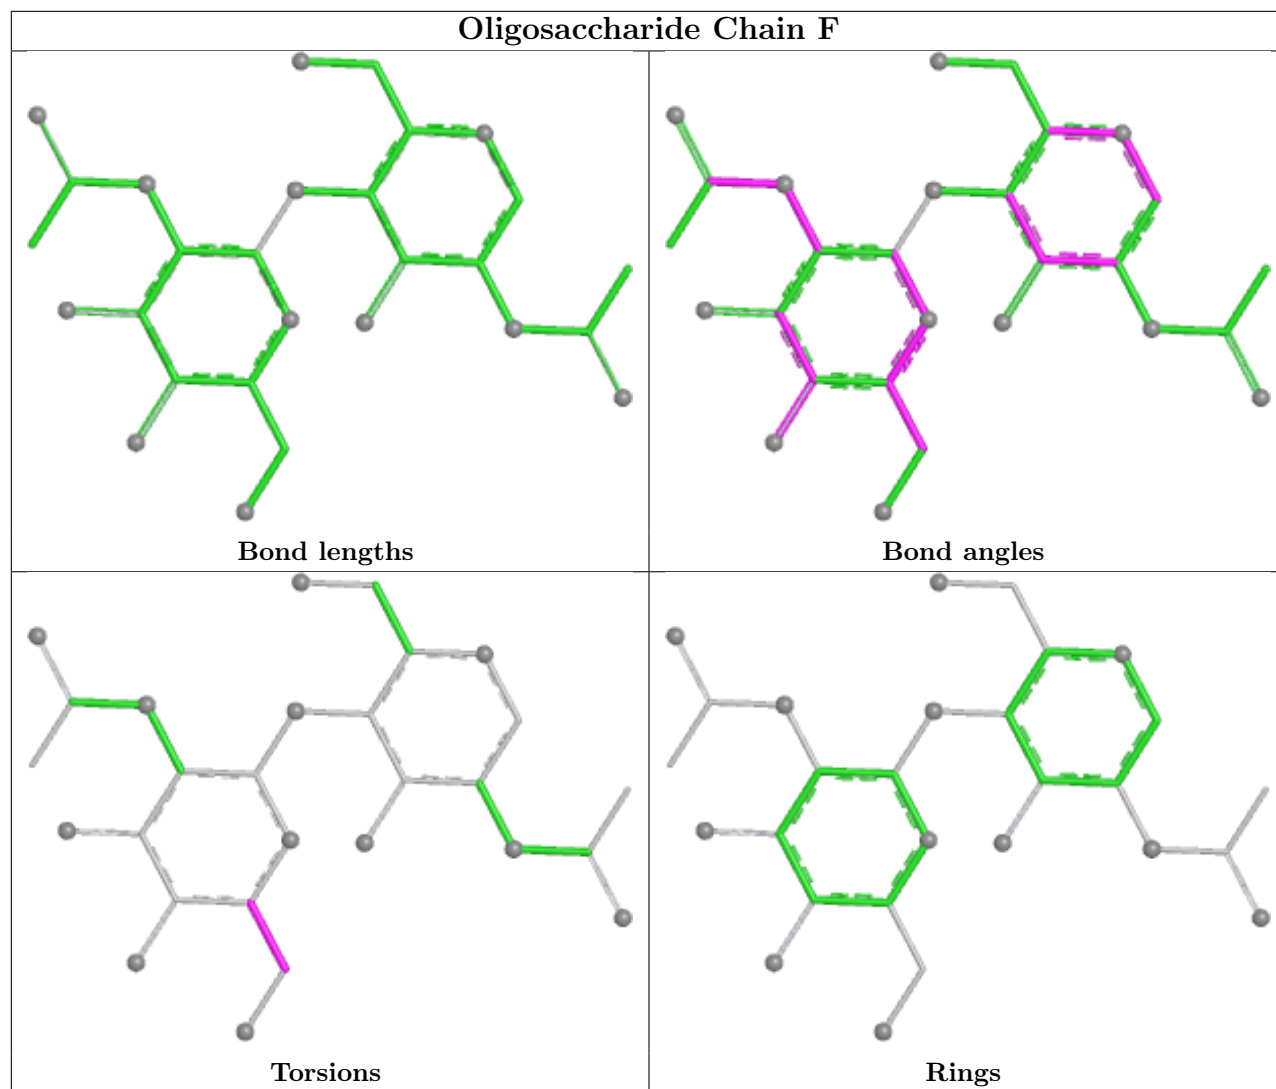 Oligosaccharide Chain F
Bond lengths
Bond angles
Torsions
Rings